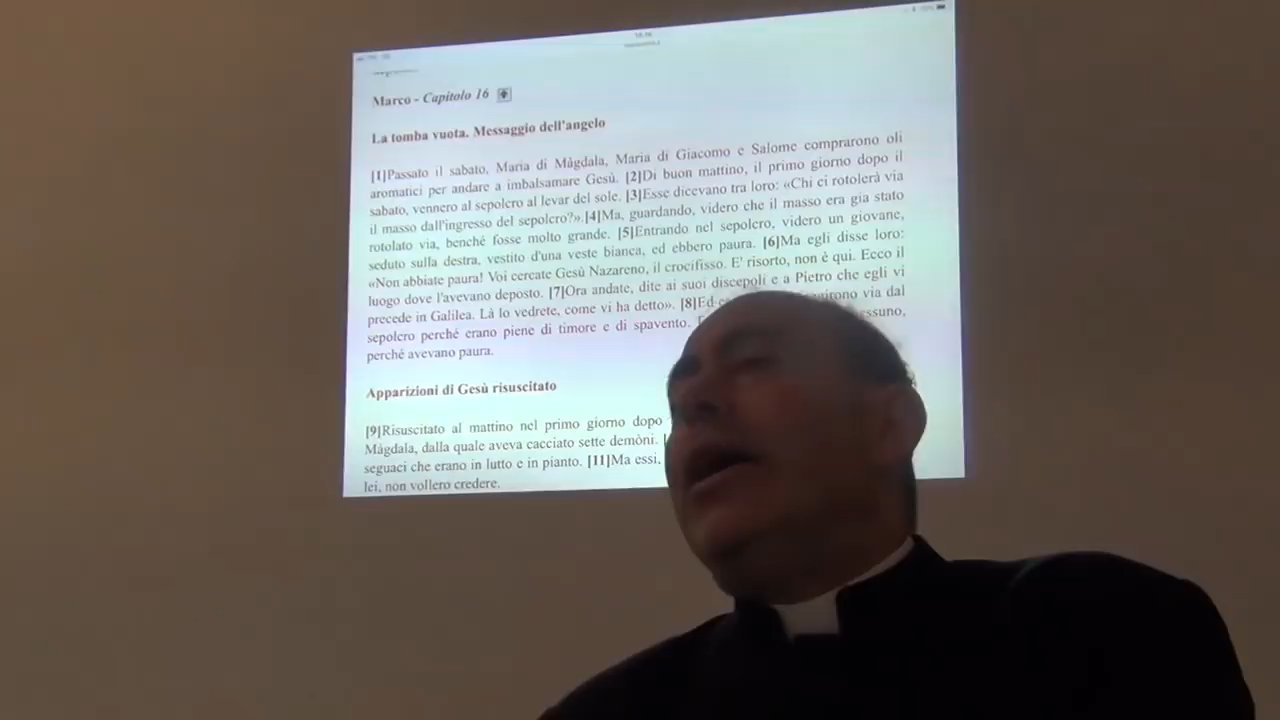 Marco - Capitolo 16
La tomba vuota. Messaggio dell'angelo
[1]Passato il sabato, Maria di Màgdala, Maria di Giacomo e Salome comprarono oli
aromatici per andare a imbalsamare Gesù. [2]Di buon mattino, il primo giorno dopo il
sabato, vennero al sepolcro al levar del sole. [3]Esse dicevano tra loro: «Chi ci rotolerà via
il masso dall'ingresso del sepolcro?».[4]Ma, guardando, videro che il masso era gia stato
rotolato via, benché fosse molto grande. [5]Entrando nel sepolcro, videro un giovane,
seduto sulla destra, vestito d'una veste bianca, ed ebbero paura. [6]Ma egli disse loro:
«Non abbiate paura! Voi cercate Gesù Nazareno, il crocifisso. E' risorto, non è qui. Ecco il
luogo dove l'avevano deposto. [7]Ora andate, dite ai suoi discepoli e a Pietro che egli vi
precede in Galilea. Là lo vedrete, come vi ha detto». [8]Ed via dal
sepolcro perché erano piene di timore e di spavento.
perché avevano paura.
Apparizioni di Gesù risuscitato
[9]Risuscitato al mattino nel primo giorno dopo
Màgdala, dalla quale aveva cacciato sette demòni.
seguaci che erano in lutto e in pianto. [11]Ma essi,
lei, non vollero credere.